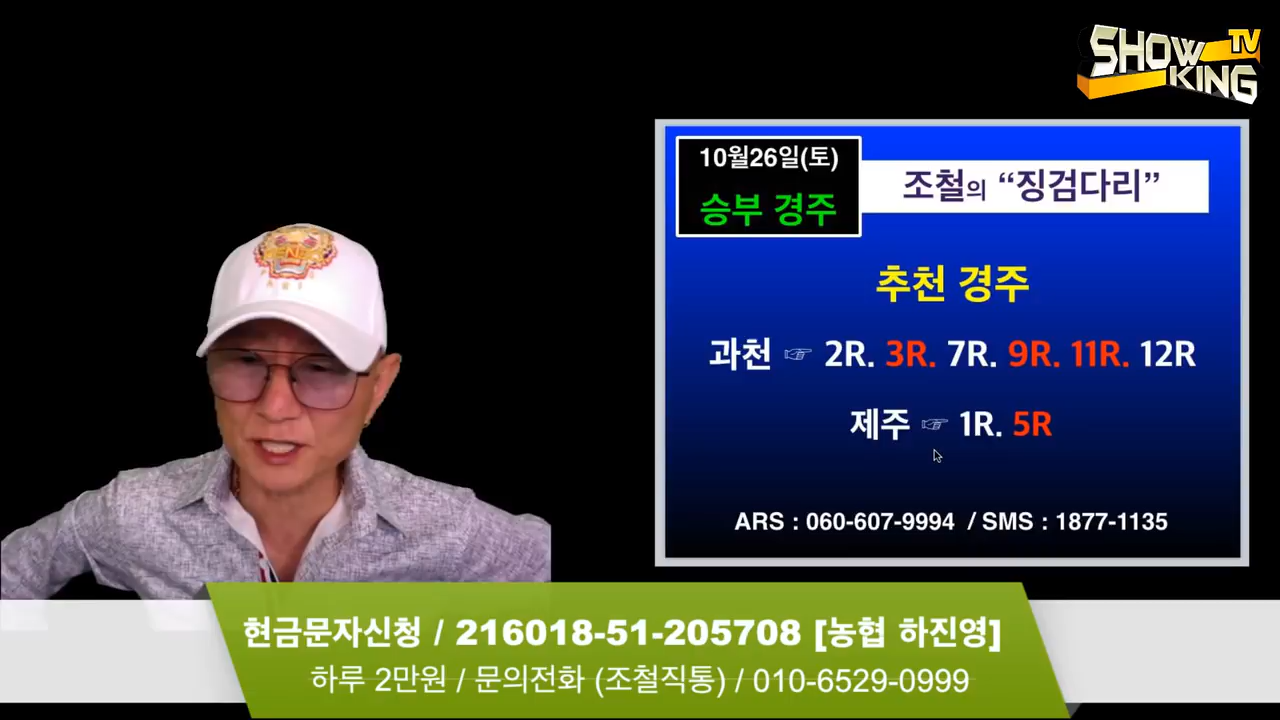 SHOW TV
KING
10월26일(토)
승부 경주
조철의 “징검다리”
추천 경주
과천 ☞ 2R. 3R. 7R. 9R. 11R. 12R
제주 ☞ 1R. 5R
ARS : 060-607-9994 / SMS : 1877-1135
현금문자신청 / 216018-51-205708 [농협 하진영]
하루 2만원 / 문의전화 (조철직통) / 010-6529-0999